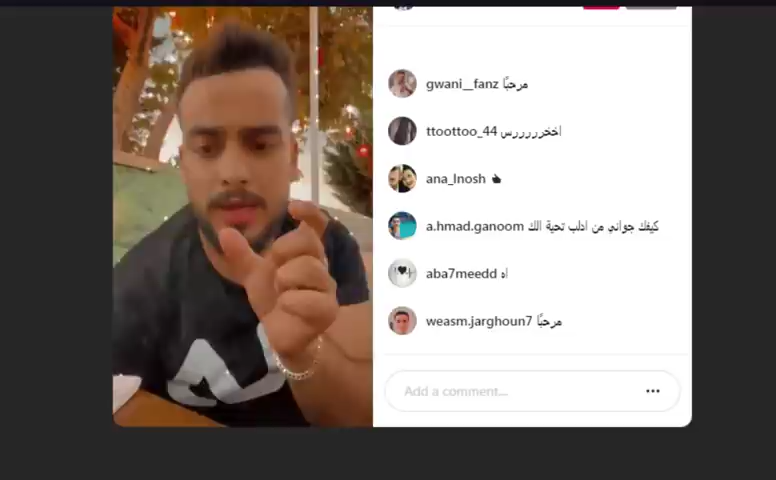 gwani__fanz مرحبًا
ttoottoo_44 اخخرررررس
ana_lnosh
a.hmad.ganoom كيفك جواني من ادلب تحية الك
aba7meedd اه
weasm.jarghoun7 مرحبًا
Add a comment...